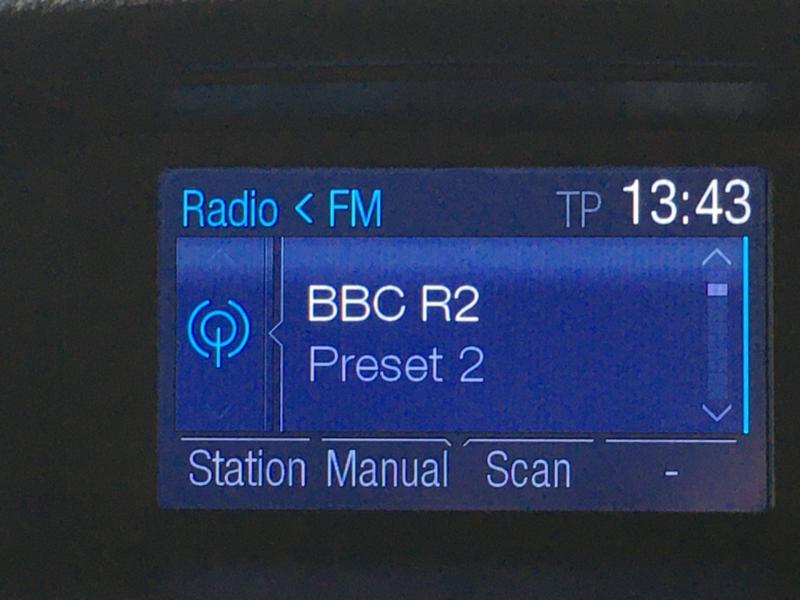 Radio < FM TP 13:43
BBC R2
Preset 2
Station Manual Scan -